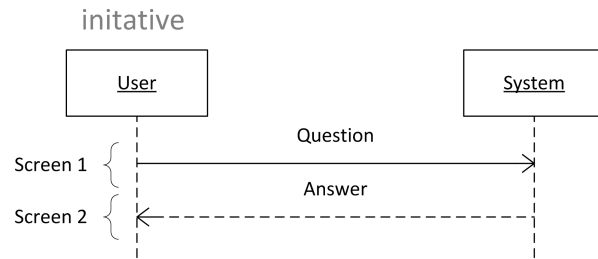 initative
User
System
Question
Screen 1
Answer
Screen 2